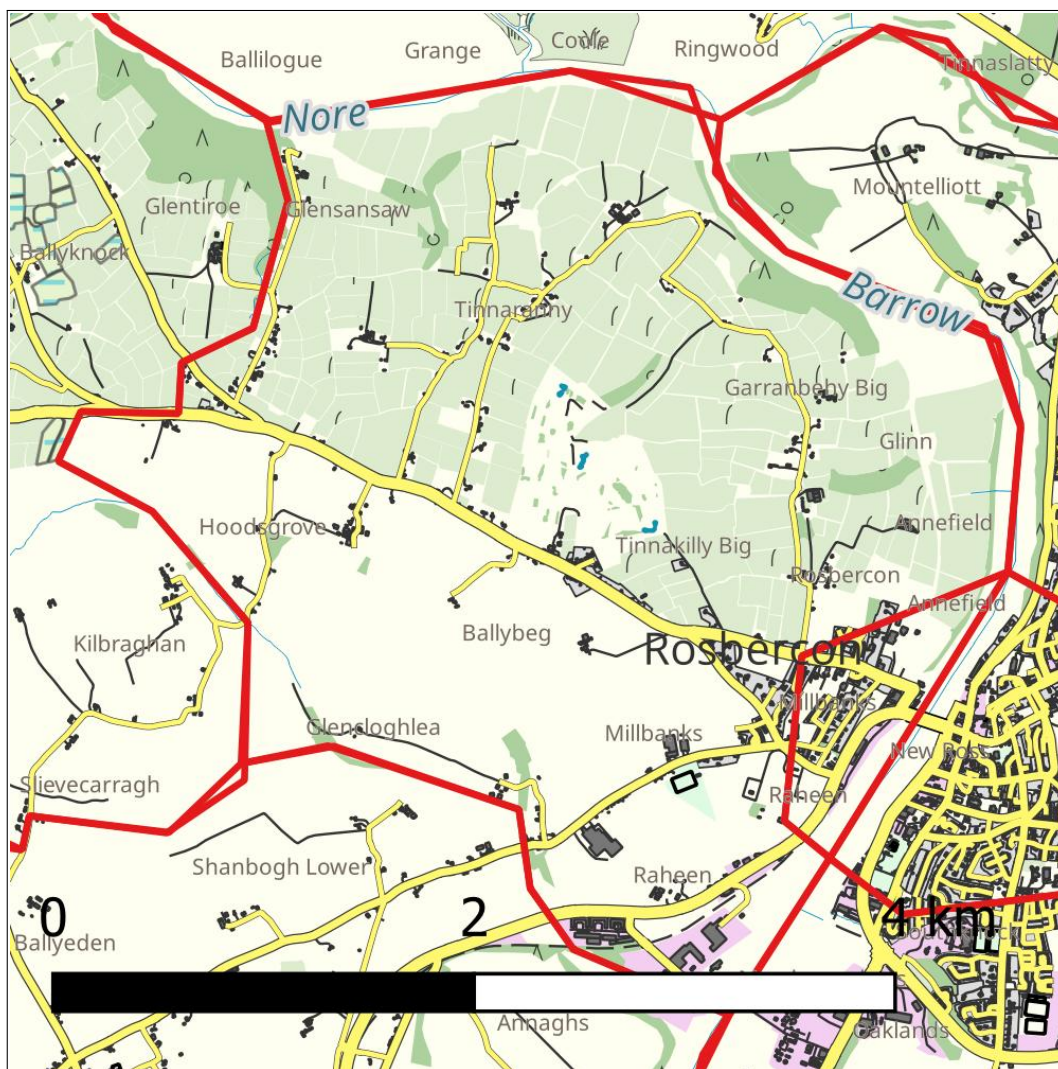 Ballilogue
Grange
Ringwood
Tinnaslatty
Nore
Mountelliott
Glentiroe
Glensansaw
Ballyknock
Barrow
Tinnaranny
Garranbehy Big
Glinn
Hoodsgrove
Tinnakilly Big
Annefield
Rosbercon
Annefield
Kilbraghan
Ballybeg
Rosbercon
Millbanks
Glencloghlea
Millbanks
New Ross
Slievecarragh
Raheen
Shanbogh Lower
Raheen
0
2
4 km
Ballyeden
Annaghs
Oaklands